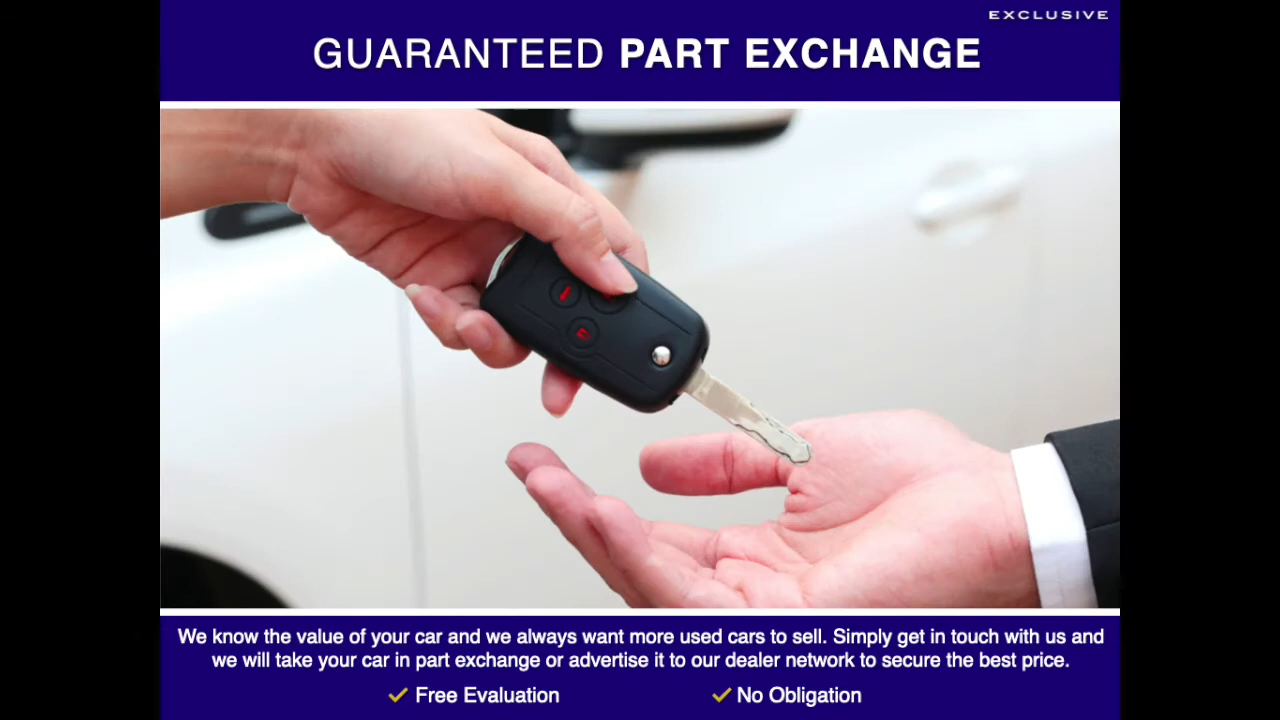 EXCLUSIVE
GUARANTEED PART EXCHANGE
We know the value of your car and we always want more used cars to sell. Simply get in touch with us and
we will take your car in part exchange or advertise it to our dealer network to secure the best price.
Free Evaluation
No Obligation